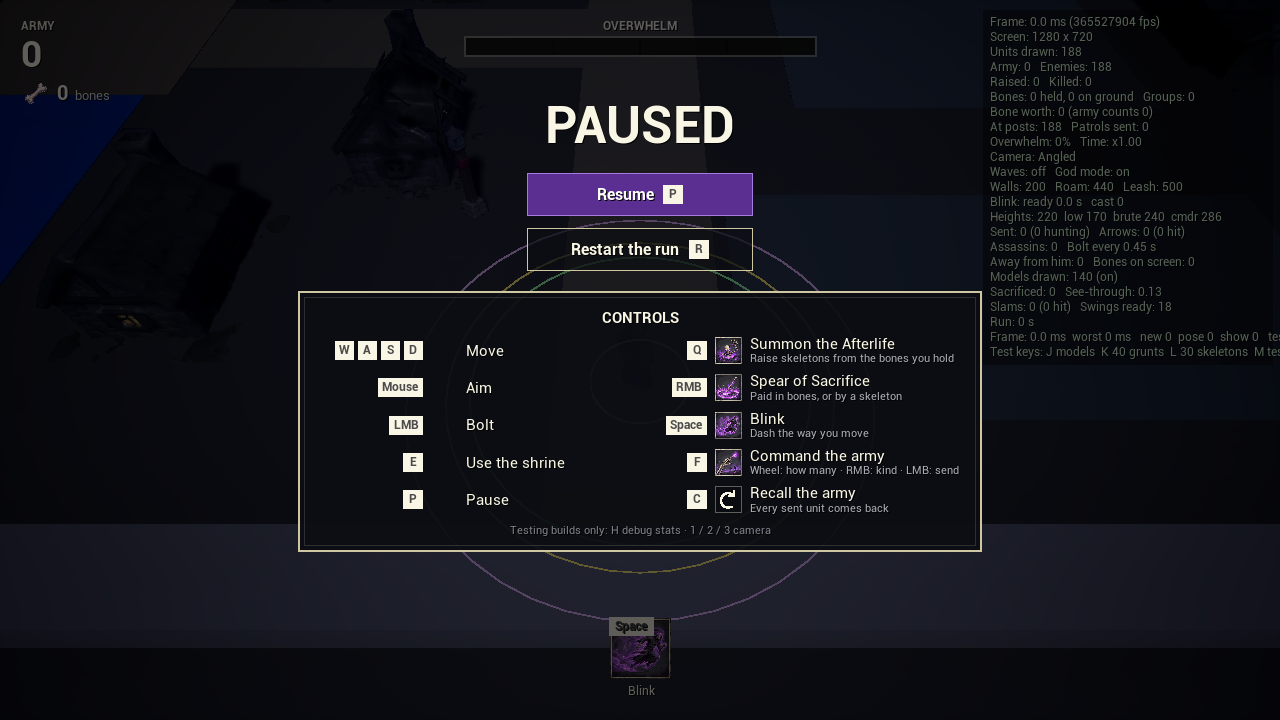 ARMY
0
0 bones
OVERWHELM
PAUSED
Resume P
Restart the run R
CONTROLS
W A S D Move
Mouse Aim
LMB Bolt
E Use the shrine
P Pause
Q Summon the Afterlife
Raise skeletons from the bones you hold
RMB Spear of Sacrifice
Paid in bones, or by a skeleton
Space Blink
Dash the way you move
F Command the army
Wheel: how many · RMB: kind · LMB: send
C Recall the army
Every sent unit comes back
Testing builds only: H debug stats · 1 / 2 / 3 camera
Space
Blink
Frame: 0.0 ms (365527904 fps)
Screen: 1280 x 720
Units drawn: 188
Army: 0 Enemies: 188
Raised: 0 Killed: 0
Bones: 0 held, 0 on ground Groups: 0
Bone worth: 0 (army counts 0)
At posts: 188 Patrols sent: 0
Overwhelm: 0% Time: x1.00
Camera: Angled
Waves: off God mode: on
Walls: 200 Roam: 440 Leash: 500
Blink: ready 0.0 s cast 0
Heights: 220 low 170 brute 240 cmdr 286
Sent: 0 (0 hunting) Arrows: 0 (0 hit)
Assassins: 0 Bolt every 0.45 s
Away from him: 0 Bones on screen: 0
Models drawn: 140 (on)
Sacrificed: 0 See-through: 0.13
Slams: 0 (0 hit) Swings ready: 18
Run: 0 s
Frame: 0.0 ms worst 0 ms new 0 pose 0 show 0
Test keys: J models K 40 grunts L 30 skeletons M